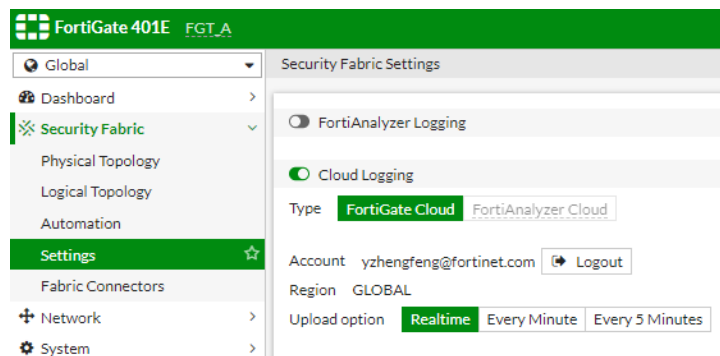 FortiGate 401E FGT_A
Global
Dashboard
Security Fabric
Physical Topology
Logical Topology
Automation
Settings
Fabric Connectors
Network
System
Security Fabric Settings
FortiAnalyzer Logging
Cloud Logging
Type FortiGate Cloud FortiAnalyzer Cloud
Account yzhengfeng@fortinet.com Logout
Region GLOBAL
Upload option Realtime Every Minute Every 5 Minutes